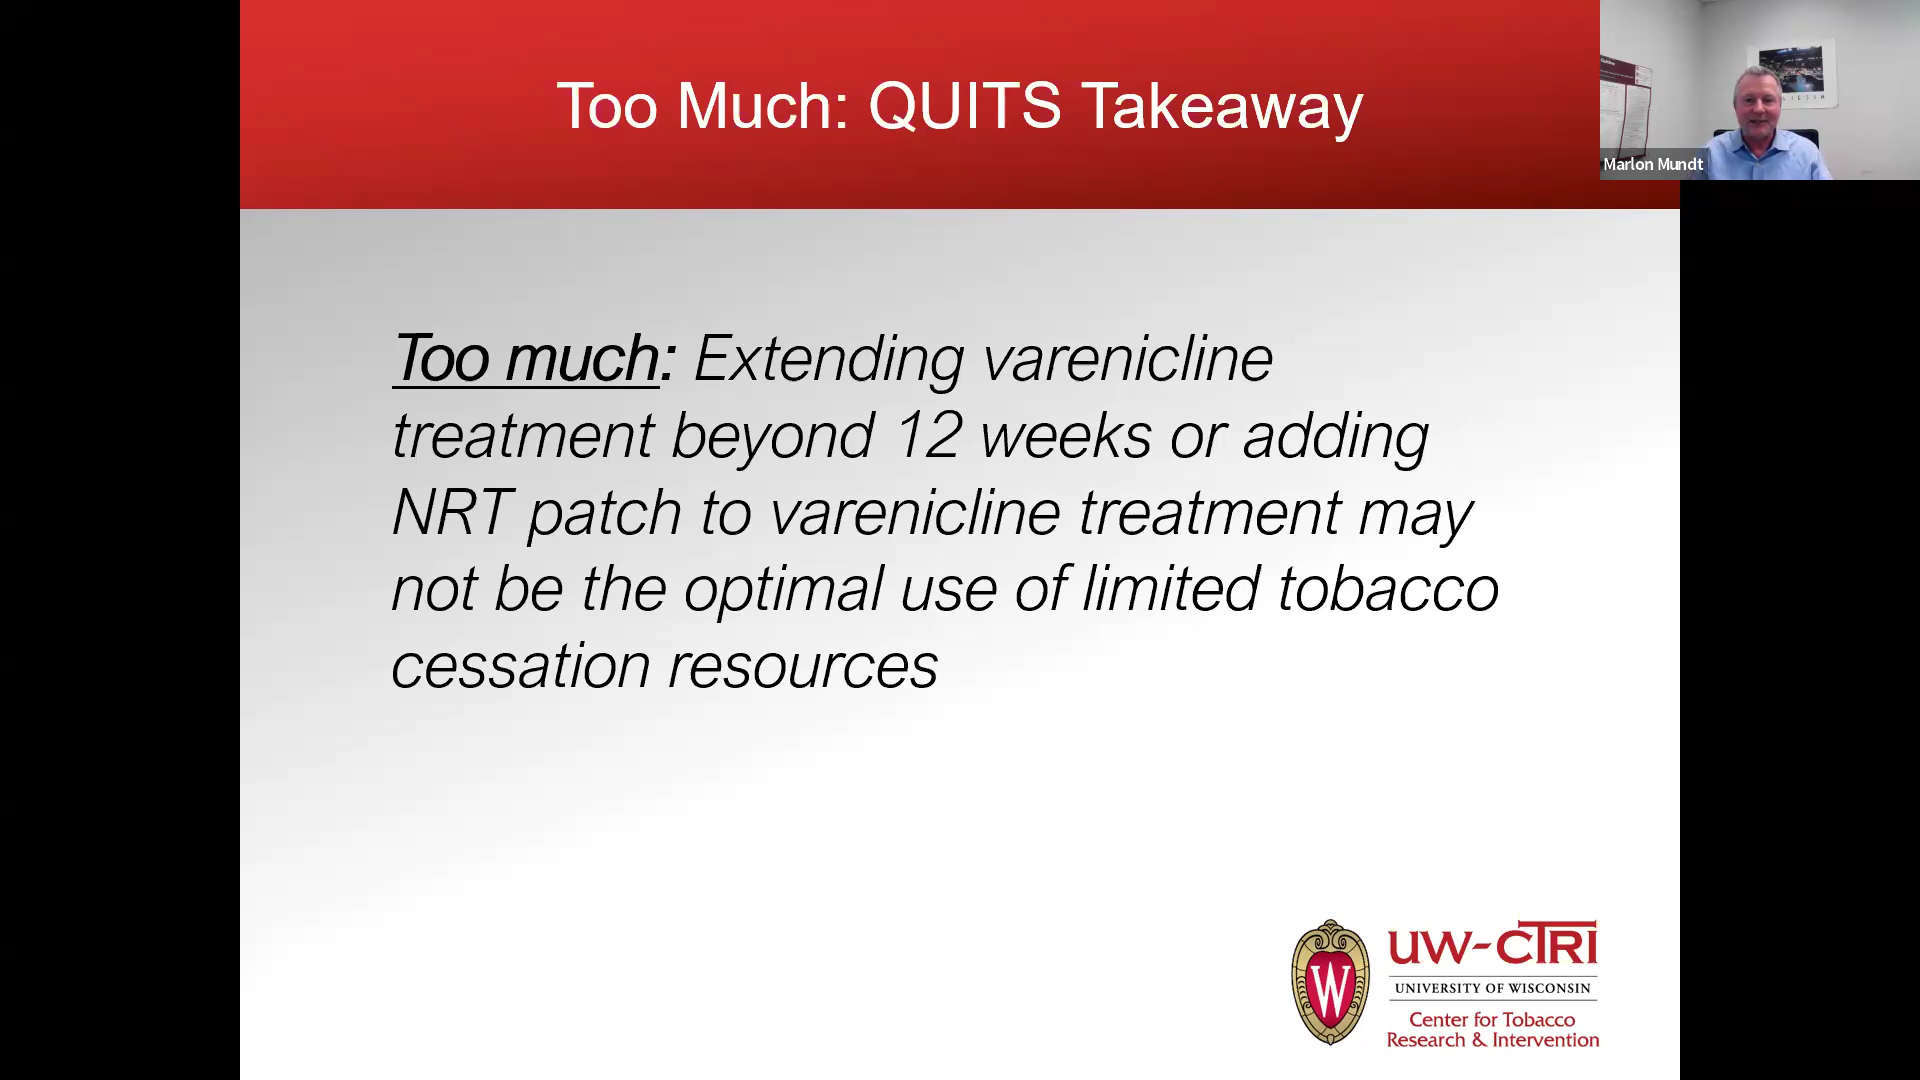 Too Much: QUITS Takeaway
Marlon Mundt
Too much: Extending varenicline
treatment beyond 12 weeks or adding
NRT patch to varenicline treatment may
not be the optimal use of limited tobacco
cessation resources
W
UW-CTRI
UNIVERSITY OF WISCONSIN
Center for Tobacco
Research & Intervention